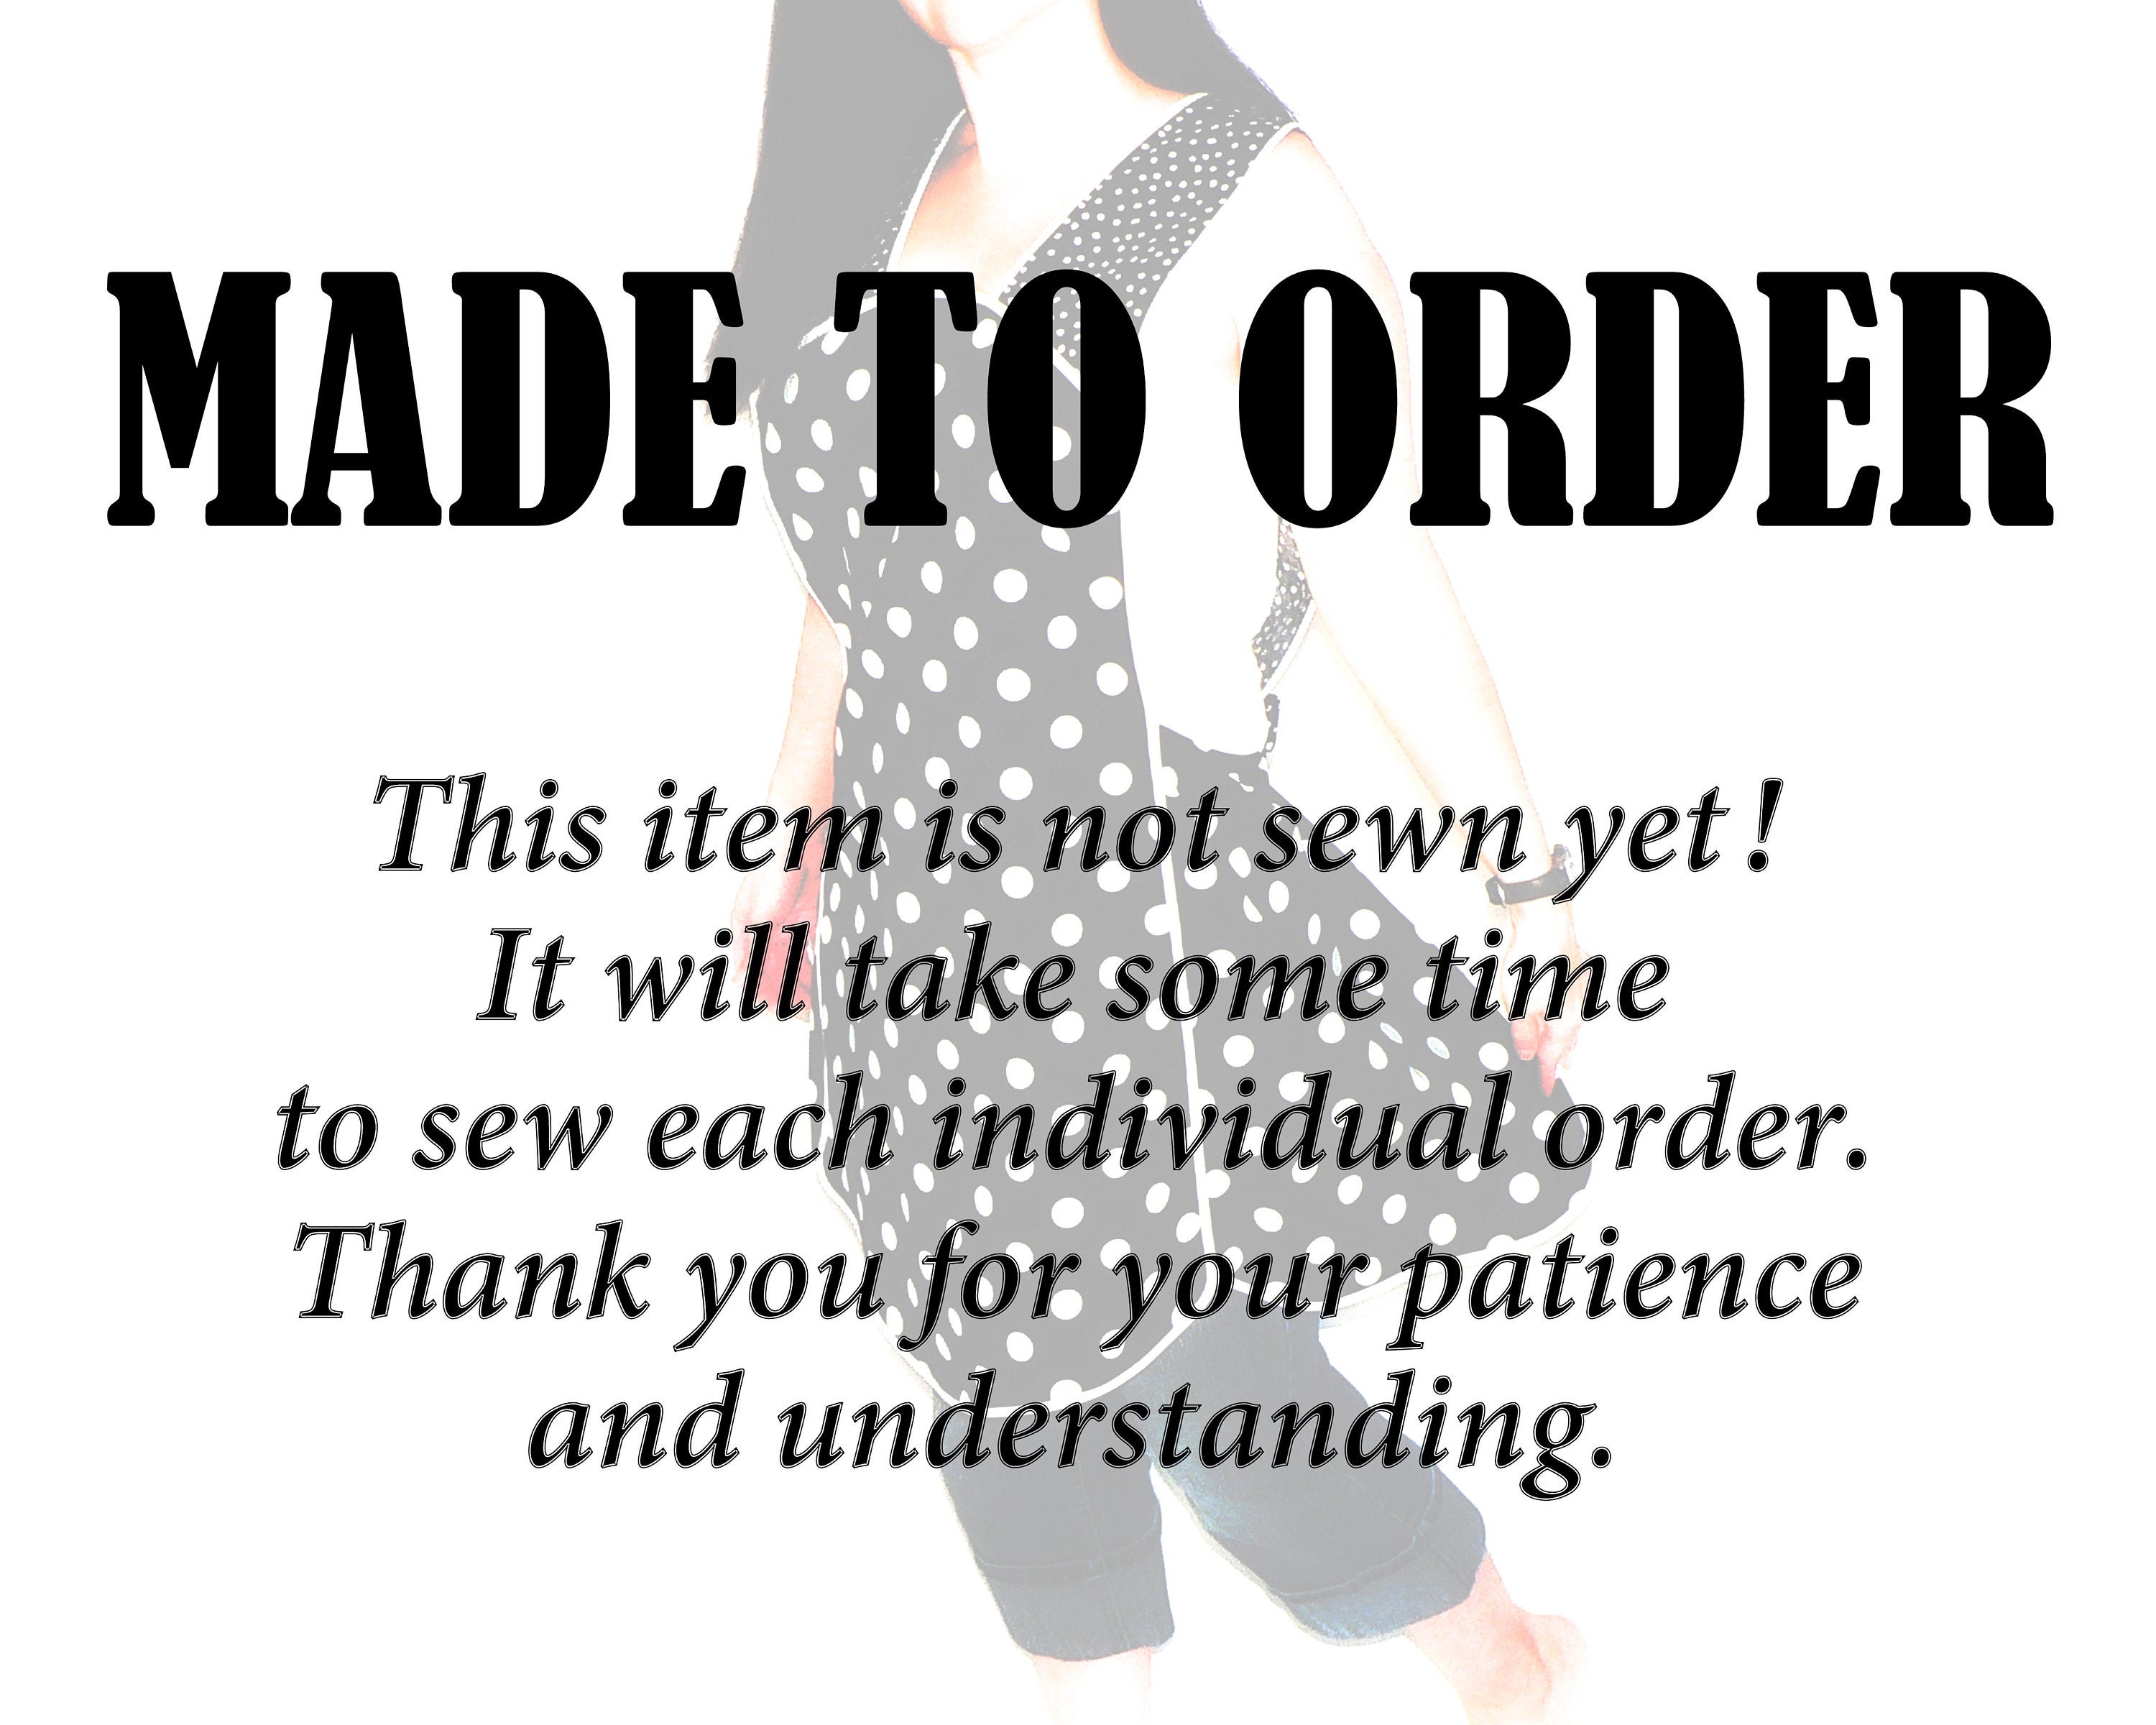 MADE TO ORDER
This item is not sewn yet!
It will take some time
to sew each individual order.
Thank you for your patience
and understanding.